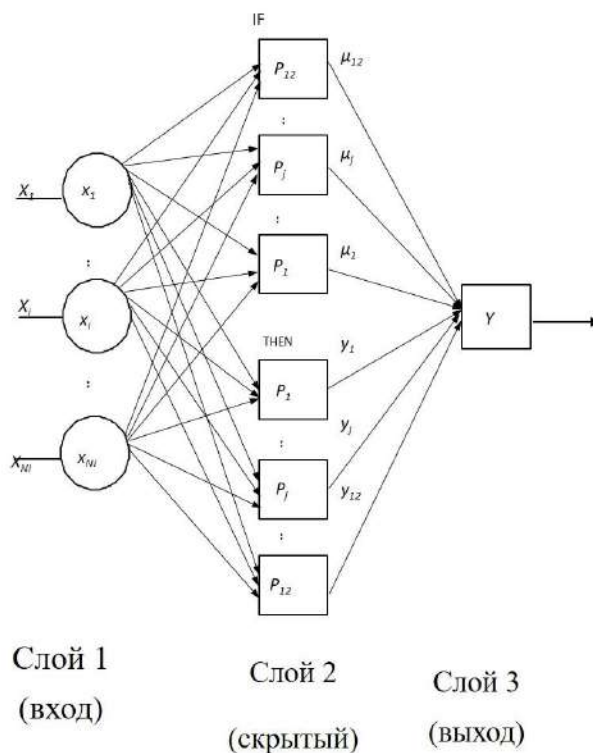 IF
P12
μ12
:
Pj
μj
X1
x1
:
:
P1
μ1
Xi
xi
Y
THEN
y1
:
P1
yj
XNI
xNI
:
Pj
y12
:
P12
Слой 1
(вход)
Слой 2
(скрытый)
Слой 3
(выход)